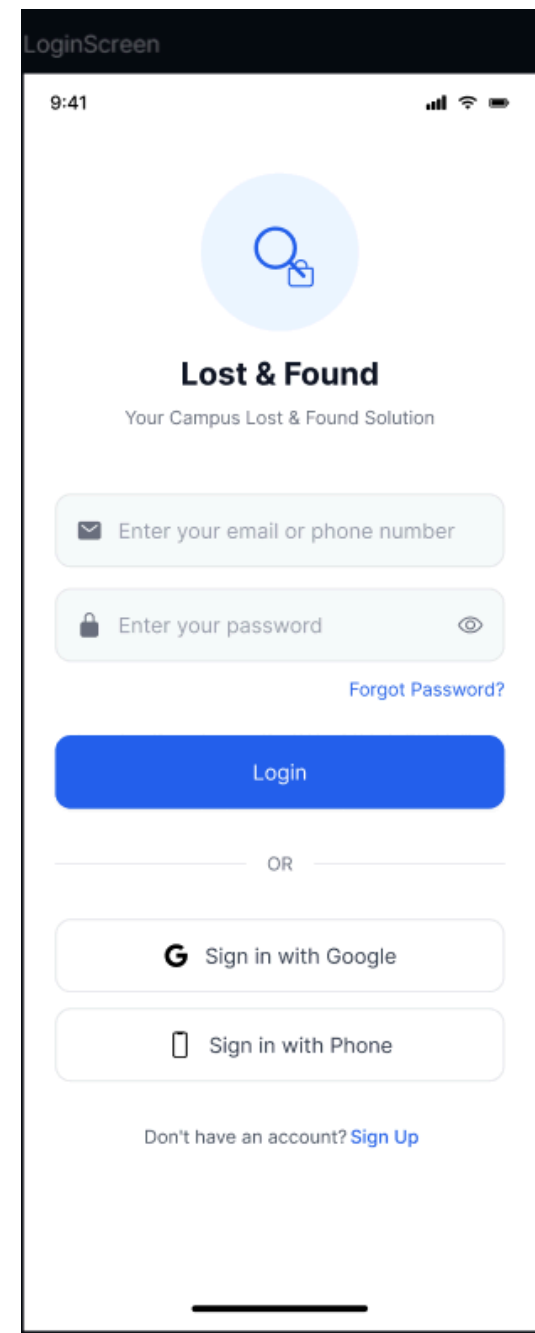 LoginScreen
9:41
Lost & Found
Your Campus Lost & Found Solution
Enter your email or phone number
Enter your password
Forgot Password?
Login
OR
G Sign in with Google
Sign in with Phone
Don't have an account? Sign Up